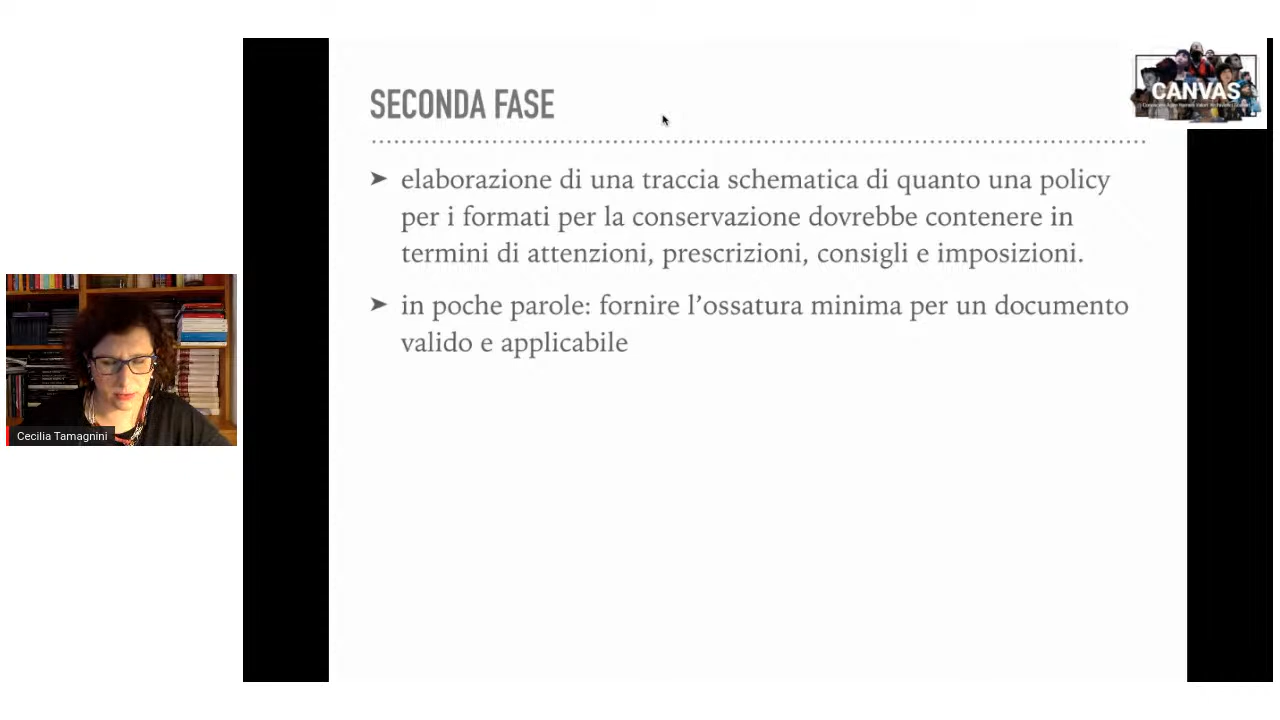 SECONDA FASE
➤ elaborazione di una traccia schematica di quanto una policy
per i formati per la conservazione dovrebbe contenere in
termini di attenzioni, prescrizioni, consigli e imposizioni.
➤ in poche parole: fornire l’ossatura minima per un documento
valido e applicabile
CANVAS
Cecilia Tamagnini